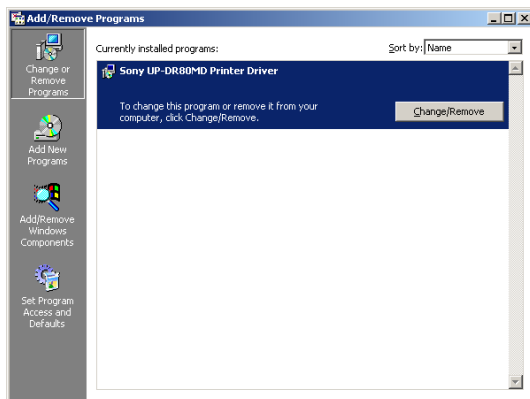 Add/Remove Programs
Change or
Remove
Programs
Add New
Programs
Add/Remove
Windows
Components
Set Program
Access and
Defaults
Currently installed programs:
Sort by: Name
Sony UP-DR80MD Printer Driver
To change this program or remove it from your
computer, click Change/Remove.
Change/Remove